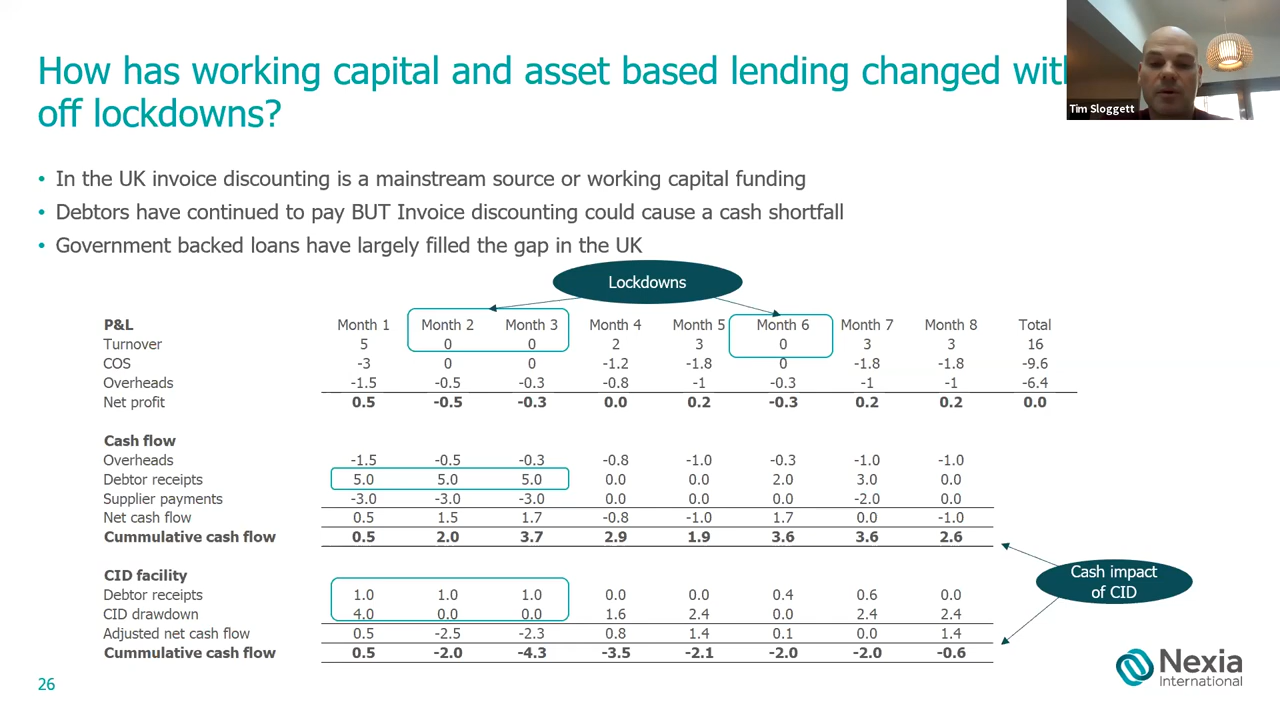 How has working capital and asset based lending changed wit
off lockdowns?
Tim Sloggett
• In the UK invoice discounting is a mainstream source or working capital funding
• Debtors have continued to pay BUT Invoice discounting could cause a cash shortfall
• Government backed loans have largely filled the gap in the UK
Lockdowns
P&L Month 1 Month 2 Month 3 Month 4 Month 5 Month 6 Month 7 Month 8 Total
Turnover 5 0 0 2 3 0 3 3 16
COS -3 0 0 -1.2 -1.8 0 -1.8 -1.8 -9.6
Overheads -1.5 -0.5 -0.3 -0.8 -1 -0.3 -1 -1 -6.4
Net profit 0.5 -0.5 -0.3 0.0 0.2 -0.3 0.2 0.2 0.0
Cash flow
Overheads -1.5 -0.5 -0.3 -0.8 -1.0 -0.3 -1.0 -1.0
Debtor receipts 5.0 5.0 5.0 0.0 0.0 2.0 3.0 0.0
Supplier payments -3.0 -3.0 -3.0 0.0 0.0 0.0 -2.0 0.0
Net cash flow 0.5 1.5 1.7 -0.8 -1.0 1.7 0.0 -1.0
Cummulative cash flow 0.5 2.0 3.7 2.9 1.9 3.6 3.6 2.6
Cash impact
of CID
CID facility
Debtor receipts 1.0 1.0 1.0 0.0 0.0 0.4 0.6 0.0
CID drawdown 4.0 0.0 0.0 1.6 2.4 0.0 2.4 2.4
Adjusted net cash flow 0.5 -2.5 -2.3 0.8 1.4 0.1 0.0 1.4
Cummulative cash flow 0.5 -2.0 -4.3 -3.5 -2.1 -2.0 -2.0 -0.6
Nexia
International
26